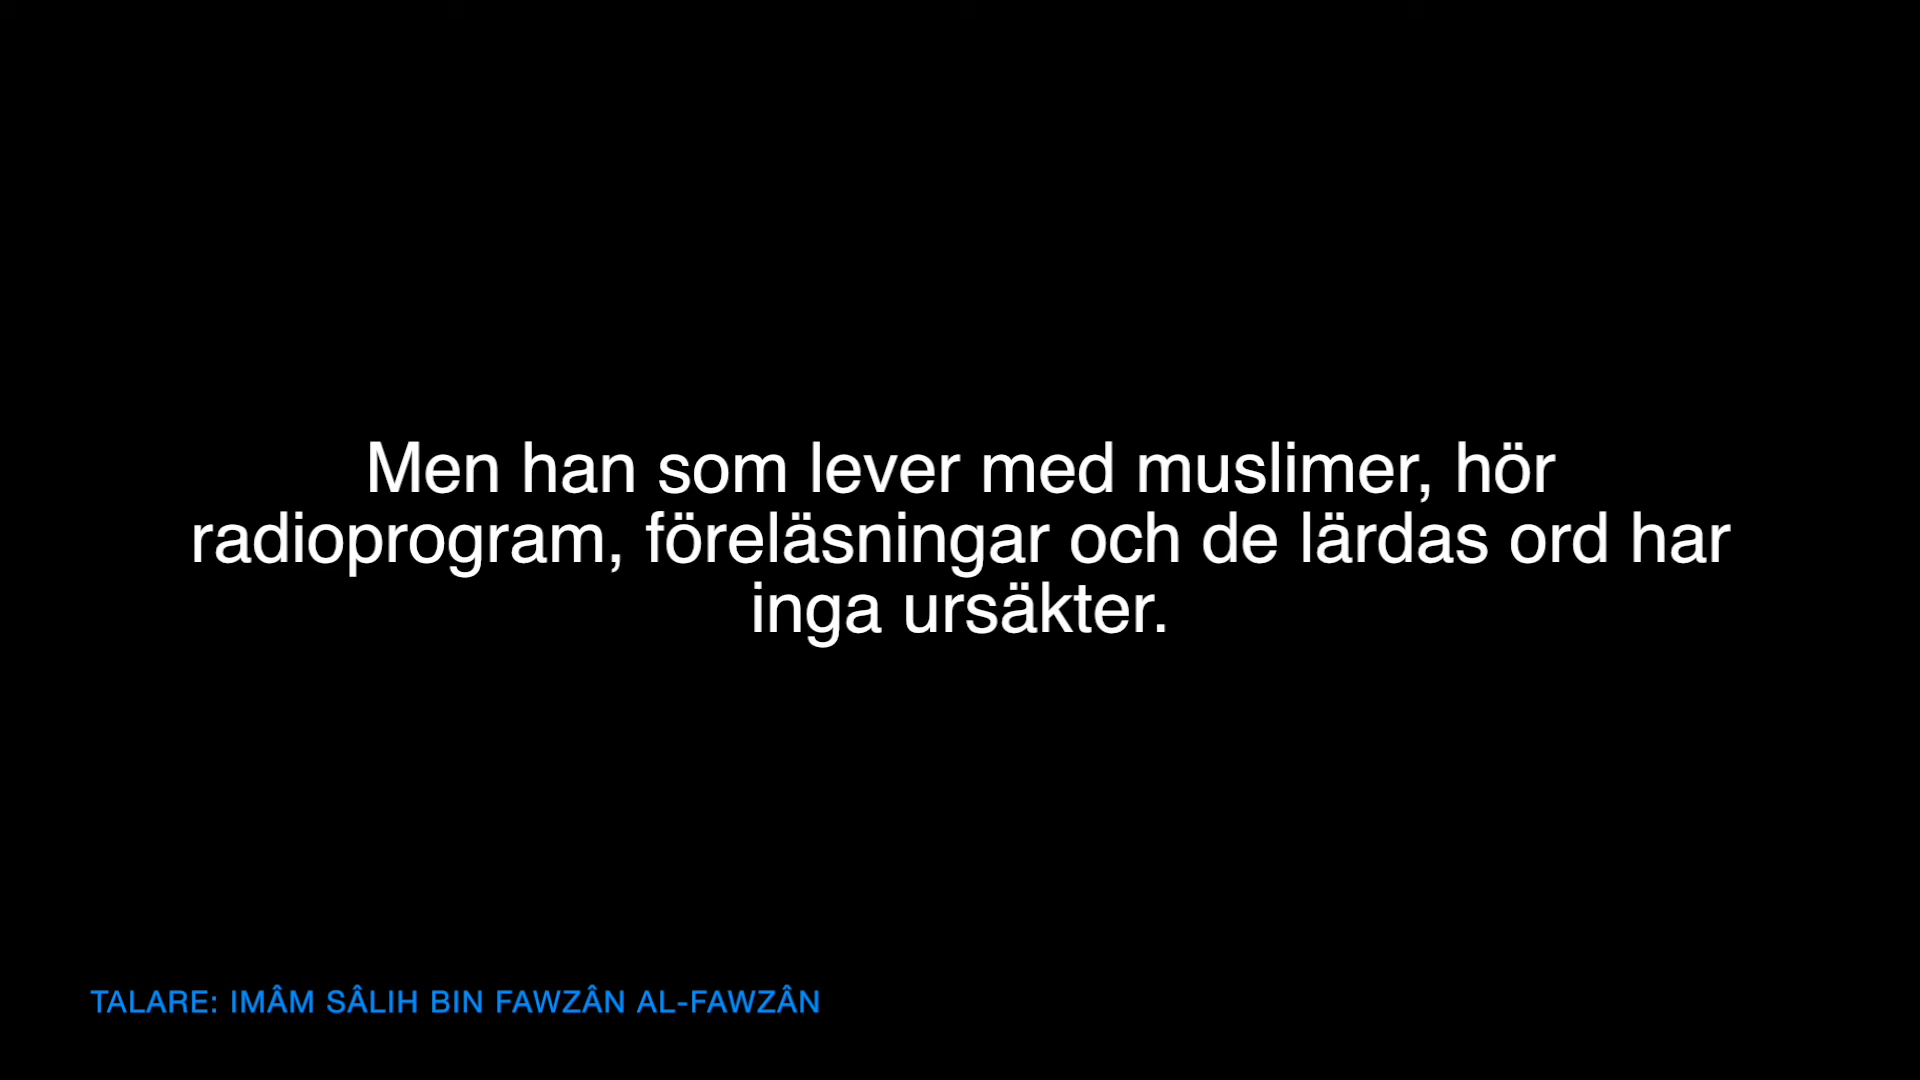 Men han som lever med muslimer, hör
radioprogram, föreläsningar och de lärdas ord har
inga ursäkter.
TALARE: IMÂM SÂLIH BIN FAWZÂN AL-FAWZÂN